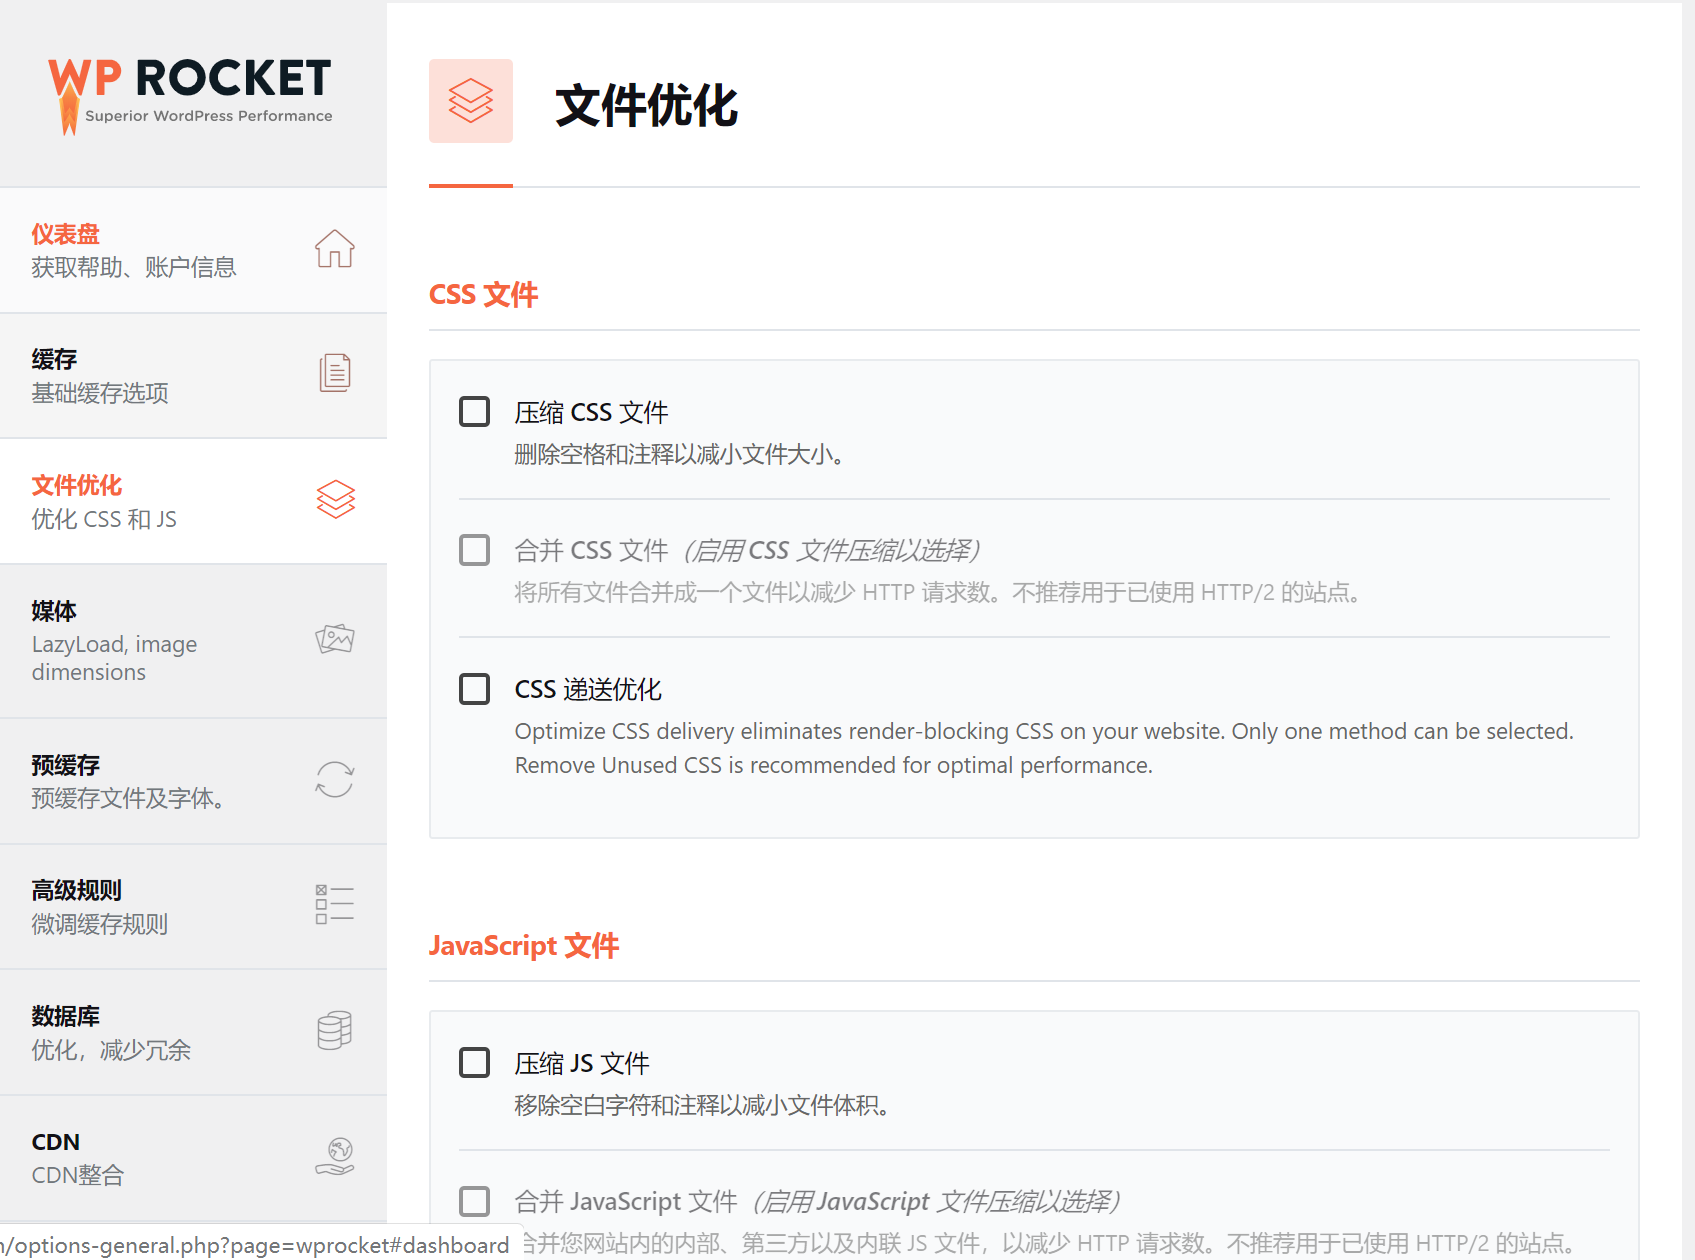 WP ROCKET
Superior WordPress Performance
仪表盘
获取帮助、账户信息
缓存
基础缓存选项
文件优化
优化 CSS 和 JS
媒体
LazyLoad, image
dimensions
预缓存
预缓存文件及字体。
高级规则
微调缓存规则
数据库
优化，减少冗余
CDN
CDN整合
/options-general.php?page=wprocket#dashboard
文件优化
CSS 文件
压缩 CSS 文件
删除空格和注释以减小文件大小。
合并 CSS 文件（启用 CSS 文件压缩以选择）
将所有文件合并成一个文件以减少 HTTP 请求数。不推荐用于已使用 HTTP/2 的站点。
CSS 递送优化
Optimize CSS delivery eliminates render-blocking CSS on your website. Only one method can be selected.
Remove Unused CSS is recommended for optimal performance.
JavaScript 文件
压缩 JS 文件
移除空白字符和注释以减小文件体积。
合并 JavaScript 文件（启用 JavaScript 文件压缩以选择）
合并您网站内的内部、第三方以及内联 JS 文件，以减少 HTTP 请求数。不推荐用于已使用 HTTP/2 的站点。